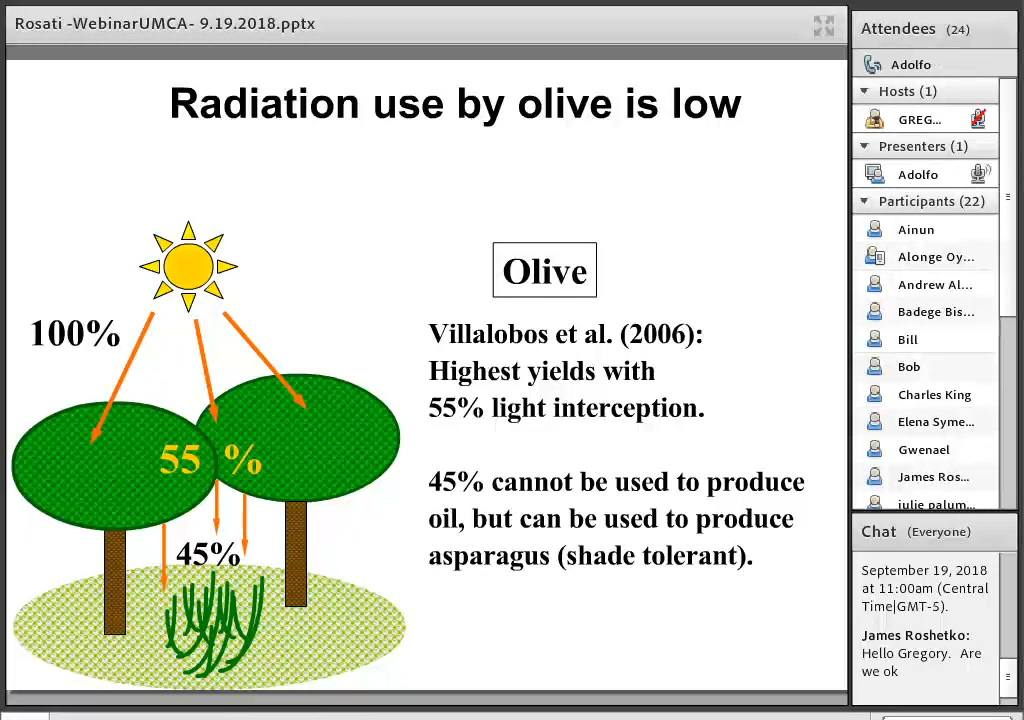 Rosati -WebinarUMCA- 9.19.2018.pptx
Radiation use by olive is low
100%
55 %
45%
Olive
Villalobos et al. (2006):
Highest yields with
55% light interception.
45% cannot be used to produce
oil, but can be used to produce
asparagus (shade tolerant).
Attendees (24)
Adolfo
Hosts (1)
GREG...
Presenters (1)
Adolfo
Participants (22)
Ainun
Alonge Oy...
Andrew Al...
Badege Bis...
Bill
Bob
Charles King
Elena Syme...
Gwenael
James Ros...
julie palum...
Chat (Everyone)
September 19, 2018
at 11:00am (Central
Time|GMT-5).
James Roshetko:
Hello Gregory. Are
we ok